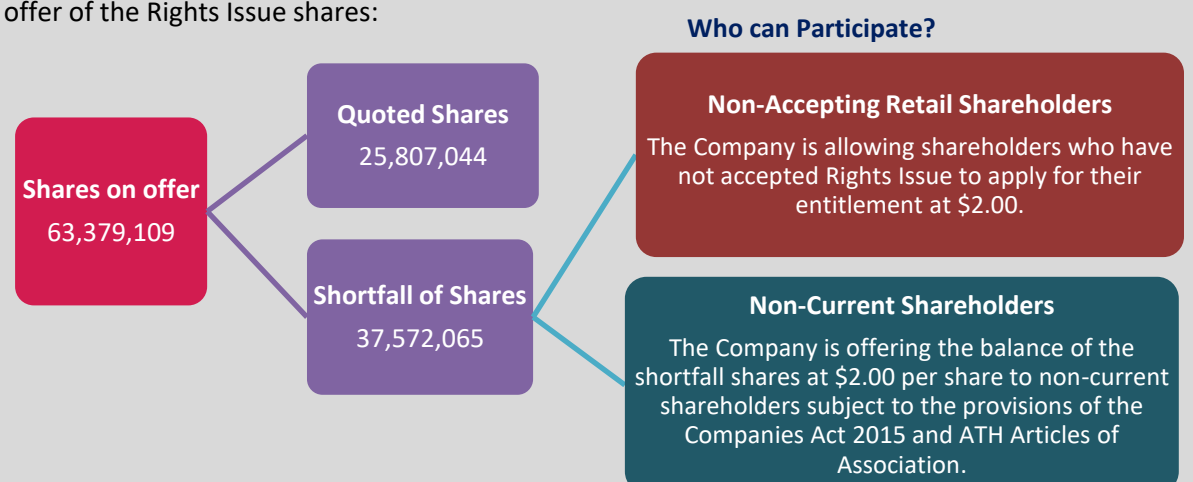 offer of the Rights Issue shares:
Who can Participate?
Shares on offer
63,379,109
Quoted Shares
25,807,044
Shortfall of Shares
37,572,065
Non-Accepting Retail Shareholders
The Company is allowing shareholders who have
not accepted Rights Issue to apply for their
entitlement at $2.00.
Non-Current Shareholders
The Company is offering the balance of the
shortfall shares at $2.00 per share to non-current
shareholders subject to the provisions of the
Companies Act 2015 and ATH Articles of
Association.